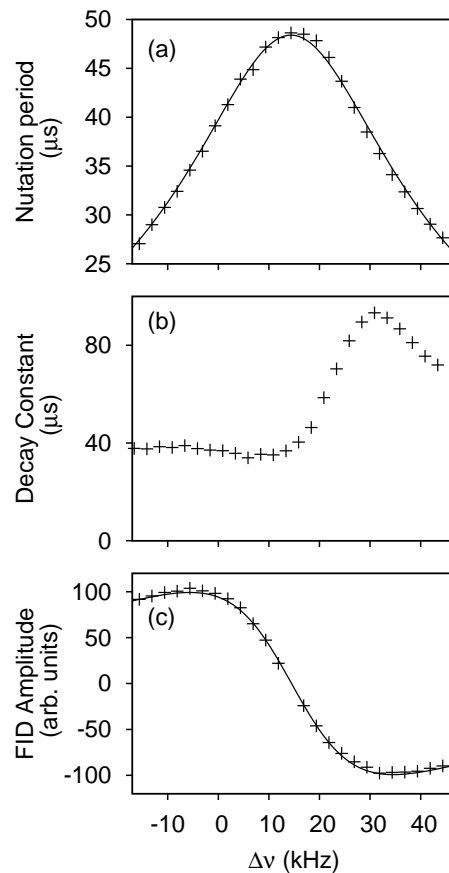 50
45
40
35
30
25
Nutation period
(μs)
(a)
80
40
0
Decay Constant
(μs)
(b)
100
50
0
-50
-100
FID Amplitude
(arb. units)
(c)
-10 0 10 20 30 40
Δν (kHz)